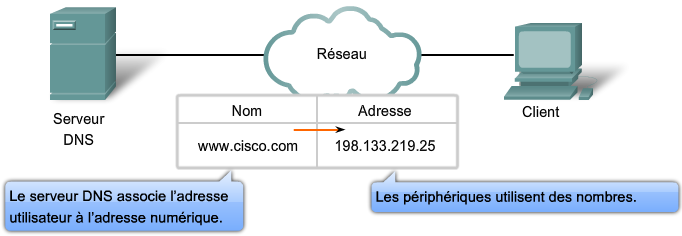 Réseau
Serveur
DNS
Client
Nom Adresse
www.cisco.com 198.133.219.25
Le serveur DNS associe l'adresse
utilisateur à l'adresse numérique.
Les périphériques utilisent des nombres.